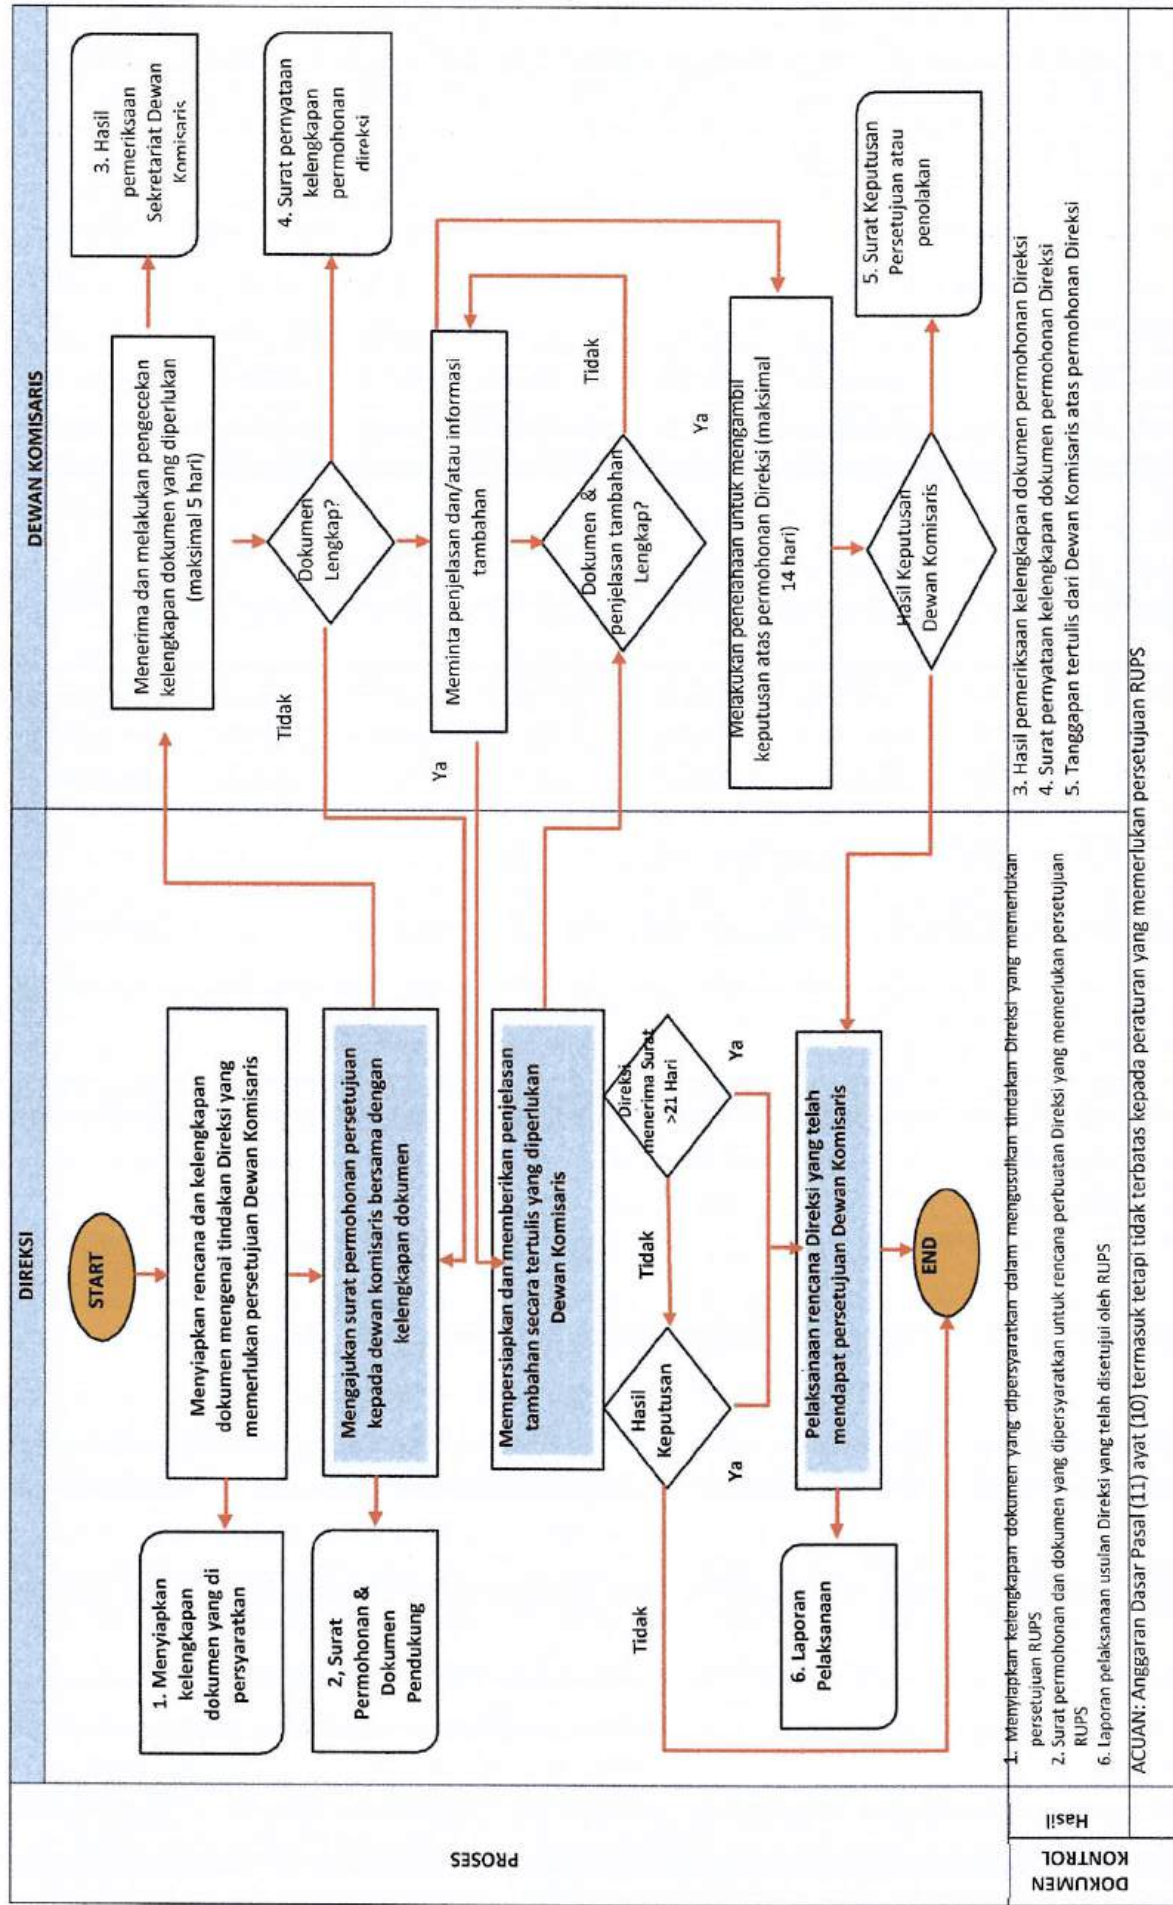 DIREKSI
DEWAN KOMISARIS
PROSES
START
Menyiapkan rencana dan kelengkapan
dokumen mengenai tindakan Direksi yang
memerlukan persetujuan Dewan Komisaris
1. Menyiapkan
kelengkapan
dokumen yang di
persyaratkan
Mengajukan surat permohonan persetujuan
kepada dewan komisaris bersama dengan
kelengkapan dokumen
2, Surat
Permohonan &
Dokumen
Pendukung
Menerima dan melakukan pengecekan
kelengkapan dokumen yang diperlukan
(maksimal 5 hari)
3. Hasil
pemeriksaan
Sekretariat Dewan
Komisaris
Dokumen
Lengkap?
Tidak
4. Surat pernyataan
kelengkapan
permohonan
direksi
Meminta penjelasan dan/atau informasi
tambahan
Ya
Mempersiapkan dan memberikan penjelasan
tambahan secara tertulis yang diperlukan
Dewan Komisaris
Dokumen &
penjelasan tambahan
Lengkap?
Tidak
Ya
Direksi
menerima Surat
>21 Hari
Tidak
Ya
Hasil
Keputusan
Ya
Tidak
Melakukan penelahaan untuk mengambil
keputusan atas permohonan Direksi (maksimal
14 hari)
Hasil Keputusan
Dewan Komisaris
5. Surat Keputusan
Persetujuan atau
penolakan
Pelaksanaan rencana Direksi yang telah
mendapat persetujuan Dewan Komisaris
6. Laporan
Pelaksanaan
END
DOKUMEN
KONTROL
Hasil
1. Menyiapkan kelengkapan dokumen yang dipersyaratkan dalam mengusulkan tindakan Direksi yang memerlukan
persetujuan RUPS
2. Surat permohonan dan dokumen yang dipersyaratkan untuk rencana perbuatan Direksi yang memerlukan persetujuan
RUPS
6. Laporan pelaksanaan usulan Direksi yang telah disetujui oleh RUPS
3. Hasil pemeriksaan kelengkapan dokumen permohonan Direksi
4. Surat pernyataan kelengkapan dokumen permohonan Direksi
5. Tanggapan tertulis dari Dewan Komisaris atas permohonan Direksi
ACUAN: Anggaran Dasar Pasal (11) ayat (10) termasuk tetapi tidak terbatas kepada peraturan yang memerlukan persetujuan RUPS